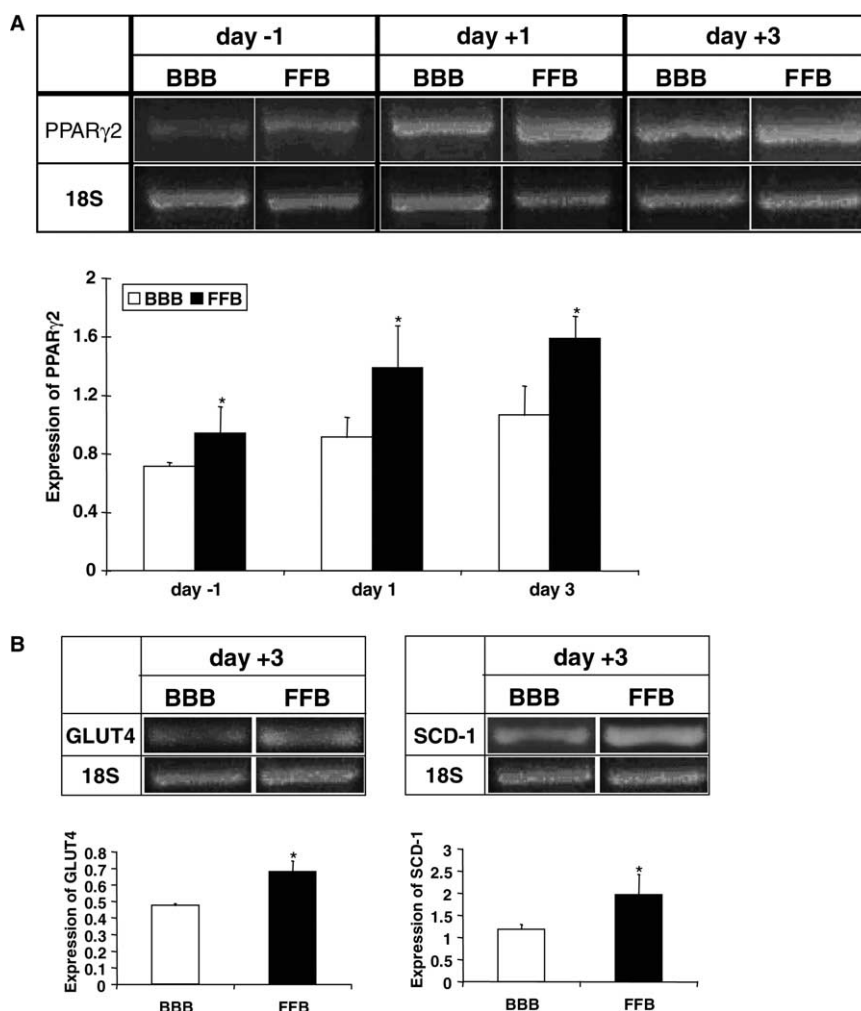 A
day -1 day +1 day +3
BBB FFB BBB FFB BBB FFB
PPARγ2
18S
2
1.6
1.2
0.8
0.4
0
Expression of PPARγ2
BBB FFB
* * *
day -1 day 1 day 3
B
day +3
BBB FFB
GLUT4
18S
day +3
BBB FFB
SCD-1
18S
0.8
0.7
0.6
0.5
0.4
0.3
0.2
0.1
0
Expression of GLUT4
*
BBB FFB
3
2.5
2
1.5
1
0.5
0
Expression of SCD-1
*
BBB FFB